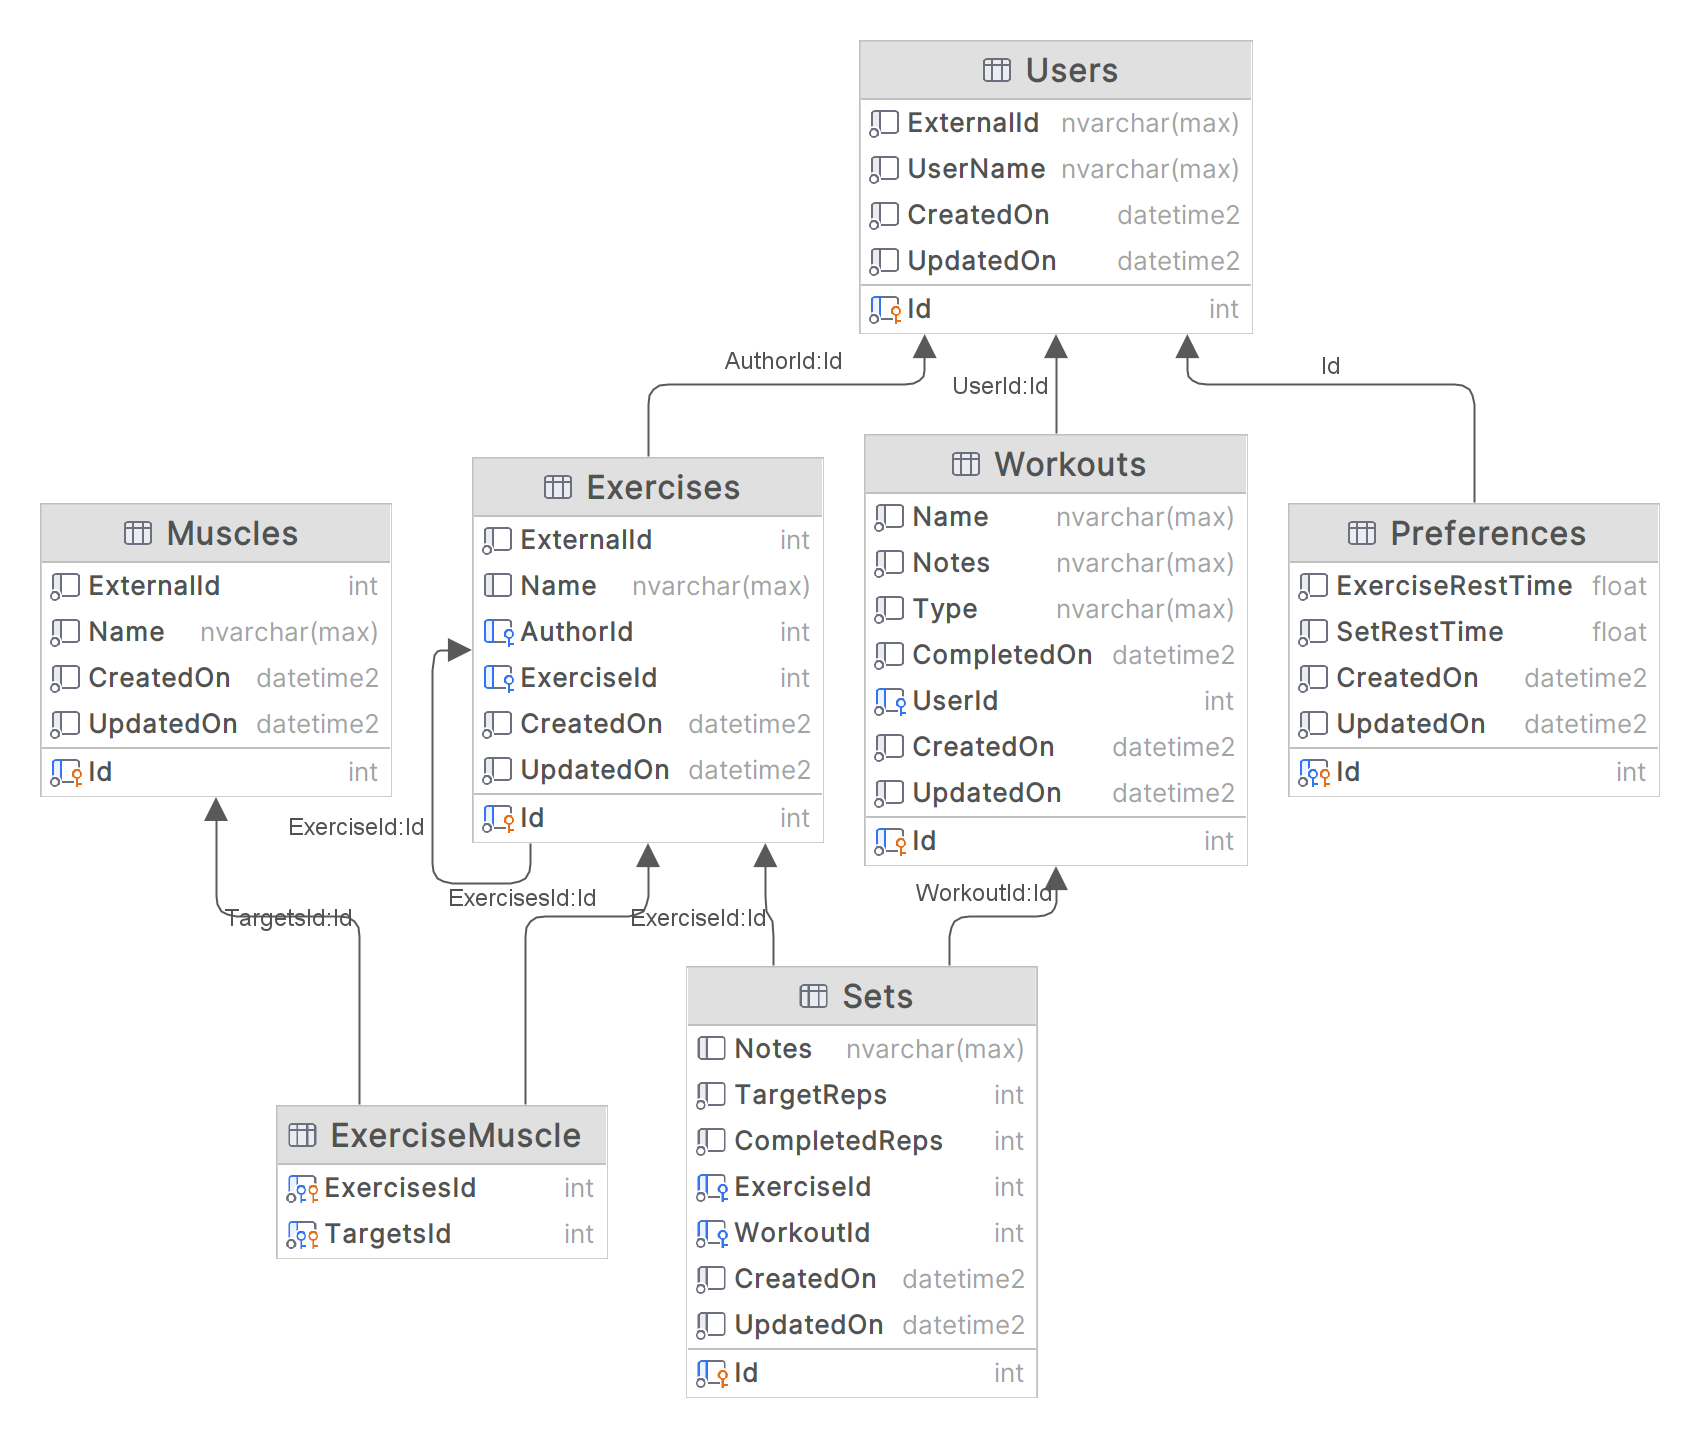 Users
ExternalId nvarchar(max)
UserName nvarchar(max)
CreatedOn datetime2
UpdatedOn datetime2
Id int
AuthorId:Id
UserId:Id
Id
Muscles
ExternalId int
Name nvarchar(max)
CreatedOn datetime2
UpdatedOn datetime2
Id int
Exercises
ExternalId int
Name nvarchar(max)
AuthorId int
ExerciseId int
CreatedOn datetime2
UpdatedOn datetime2
Id int
Workouts
Name nvarchar(max)
Notes nvarchar(max)
Type nvarchar(max)
CompletedOn datetime2
UserId int
CreatedOn datetime2
UpdatedOn datetime2
Id int
Preferences
ExerciseRestTime float
SetRestTime float
CreatedOn datetime2
UpdatedOn datetime2
Id int
ExerciseId:Id
TargetsId:Id
ExercisesId:Id
ExerciseId:Id
WorkoutId:Id
ExerciseMuscle
ExercisesId int
TargetsId int
Sets
Notes nvarchar(max)
TargetReps int
CompletedReps int
ExerciseId int
WorkoutId int
CreatedOn datetime2
UpdatedOn datetime2
Id int